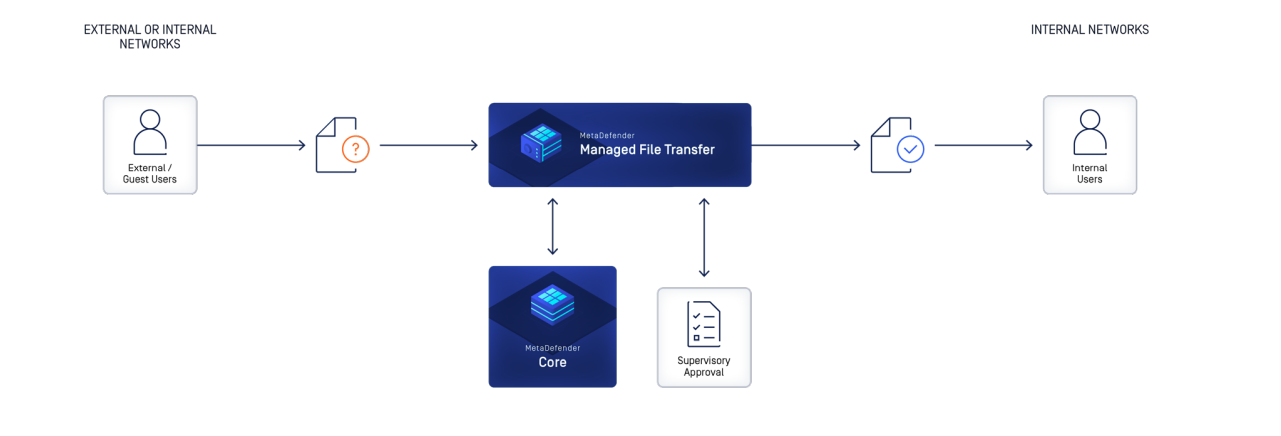 EXTERNAL OR INTERNAL
NETWORKS
INTERNAL NETWORKS
External /
Guest Users
?
MetaDefender
Managed File Transfer
Internal
Users
MetaDefender
Core
Supervisory
Approval